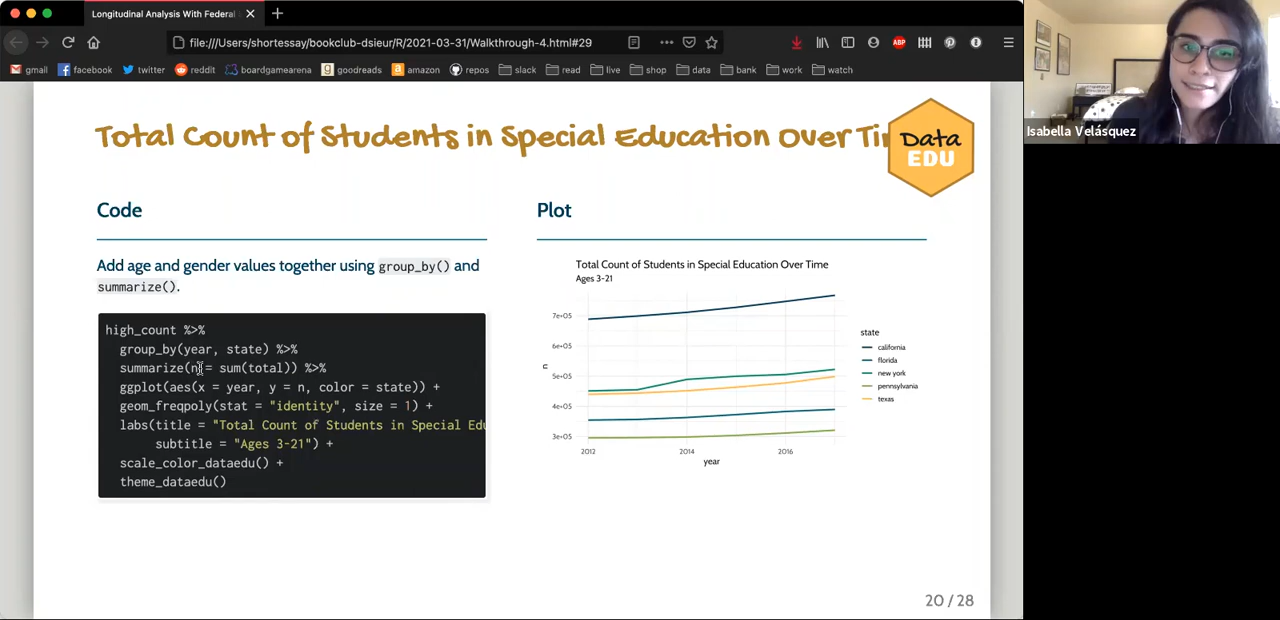 Longitudinal Analysis With Federal
file:///Users/shortessay/bookclub-dsieur/R/2021-03-31/Walkthrough-4.html#29
ABP
gmail facebook twitter reddit boardgamearena goodreads amazon repos slack read live shop data bank work watch
Isabella Velásquez
Total Count of Students in Special Education Over Ti
Data
EDU
Code
Add age and gender values together using group_by() and
summarize().
high_count %>%
group_by(year, state) %>%
summarize(n = sum(total)) %>%
ggplot(aes(x = year, y = n, color = state)) +
geom_freqpoly(stat = "identity", size = 1) +
labs(title = "Total Count of Students in Special Edu
subtitle = "Ages 3-21") +
scale_color_dataedu() +
theme_dataedu()
Plot
Total Count of Students in Special Education Over Time
Ages 3-21
7e+05
6e+05
5e+05
4e+05
3e+05
n
2012 2014 2016
year
state
california
florida
new york
pennsylvania
texas
20 / 28